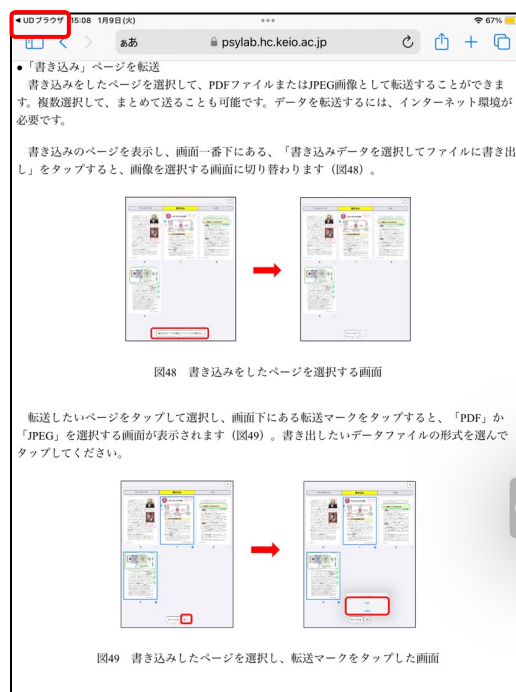 ◀ UDブラウザ 15:08 1月9日(火) 67%
ぁあ psylab.hc.keio.ac.jp
●「書き込み」ページを転送
書き込みをしたページを選択して、PDFファイルまたはJPEG画像として転送することができま
す。複数選択して、まとめて送ることも可能です。データを転送するには、インターネット環境が
必要です。
書き込みのページを表示し、画面一番下にある、「書き込みデータを選択してファイルに書き出
し」をタップすると、画像を選択する画面に切り替わります（図48）。
図48 書き込みをしたページを選択する画面
転送したいページをタップして選択し、画面下にある転送マークをタップすると、「PDF」か
「JPEG」を選択する画面が表示されます（図49）。書き出したいデータファイルの形式を選んで
タップしてください。
図49 書き込みしたページを選択し、転送マークをタップした画面